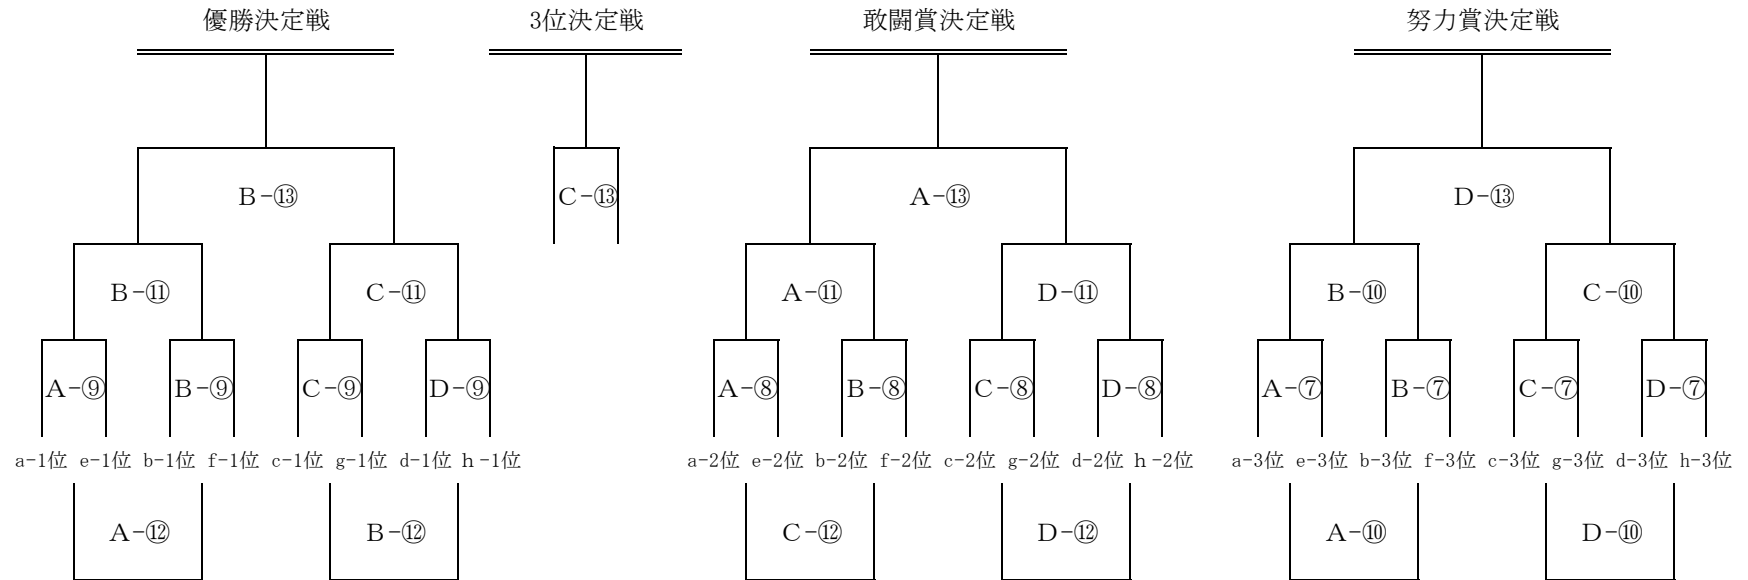 優勝決定戦 3位決定戦 敢闘賞決定戦 努力賞決定戦
B-⑬ C-⑬ A-⑬ D-⑬
B-⑪ C-⑪ A-⑪ D-⑪ B-⑩ C-⑩
A-⑨ B-⑨ C-⑨ D-⑨ A-⑧ B-⑧ C-⑧ D-⑧ A-⑦ B-⑦ C-⑦ D-⑦
a-1位 e-1位 b-1位 f-1位 c-1位 g-1位 d-1位 h-1位 a-2位 e-2位 b-2位 f-2位 c-2位 g-2位 d-2位 h-2位 a-3位 e-3位 b-3位 f-3位 c-3位 g-3位 d-3位 h-3位
A-⑫ B-⑫ C-⑫ D-⑫ A-⑩ D-⑩